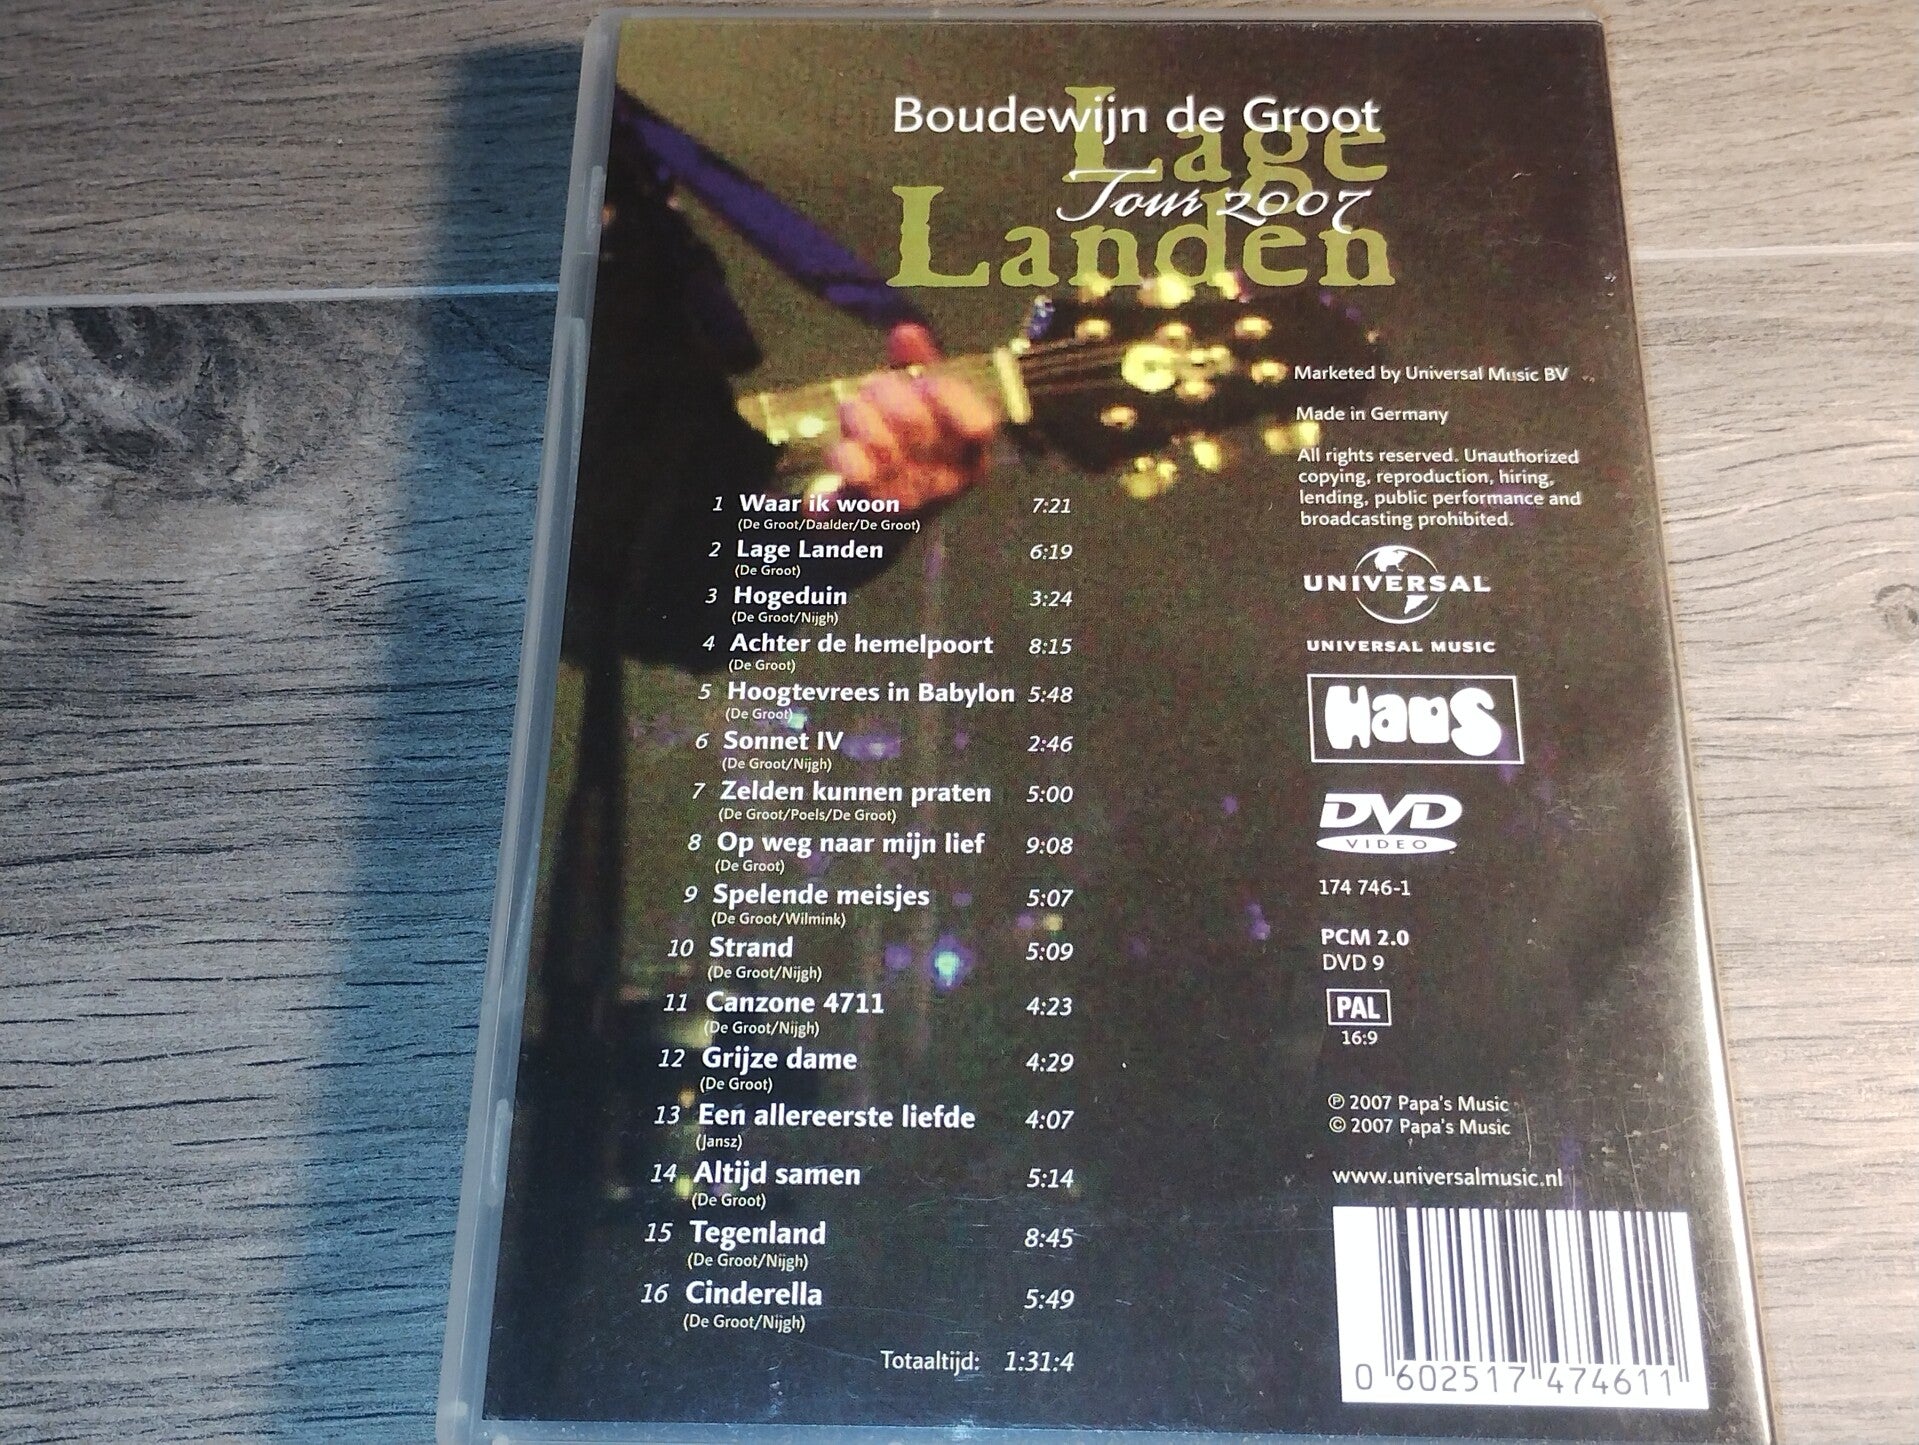 Boudewijn de Groot
Lage
Tour 2007
Landen
Marketed by Universal Music BV
Made in Germany
All rights reserved. Unauthorized
copying, reproduction, hiring,
lending, public performance and
broadcasting prohibited.
UNIVERSAL
UNIVERSAL MUSIC
Haus
DVD
VIDEO
174 746-1
PCM 2.0
DVD 9
PAL
16:9
℗ 2007 Papa's Music
© 2007 Papa's Music
www.universalmusic.nl
0 602517 474611
1 Waar ik woon 7:21
(De Groot/Daalder/De Groot)
2 Lage Landen 6:19
(De Groot)
3 Hogeduin 3:24
(De Groot/Nijgh)
4 Achter de hemelpoort 8:15
(De Groot)
5 Hoogtevrees in Babylon 5:48
(De Groot)
6 Sonnet IV 2:46
(De Groot/Nijgh)
7 Zelden kunnen praten 5:00
(De Groot/Poels/De Groot)
8 Op weg naar mijn lief 9:08
(De Groot)
9 Spelende meisjes 5:07
(De Groot/Wilmink)
10 Strand 5:09
(De Groot/Nijgh)
11 Canzone 4711 4:23
(De Groot/Nijgh)
12 Grijze dame 4:29
(De Groot)
13 Een allereerste liefde 4:07
(Jansz)
14 Altijd samen 5:14
(De Groot)
15 Tegenland 8:45
(De Groot/Nijgh)
16 Cinderella 5:49
(De Groot/Nijgh)
Totaaltijd: 1:31:4